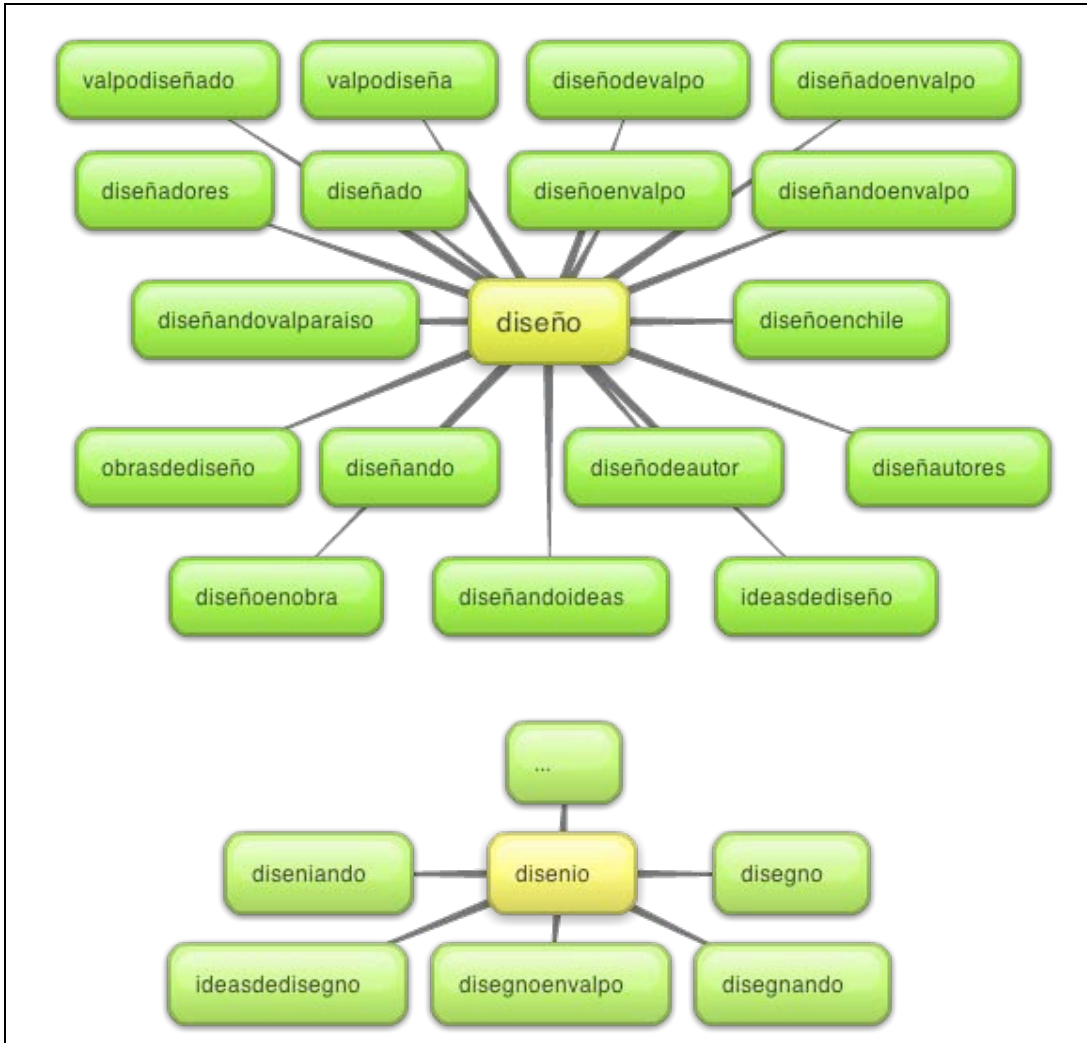 valpodiseñado valpodiseña diseñodevalpo diseñadoenvalpo
diseñadores diseñado diseñoenvalpo diseñandoenvalpo
diseñandovalparaiso diseño diseñoenchile
obrasdediseño diseñando diseñodeautor diseñautores
diseñoenobra diseñandoideas ideasdediseño
...
diseniando disenio disegno
ideasdedisegno disegnoenvalpo disegnando